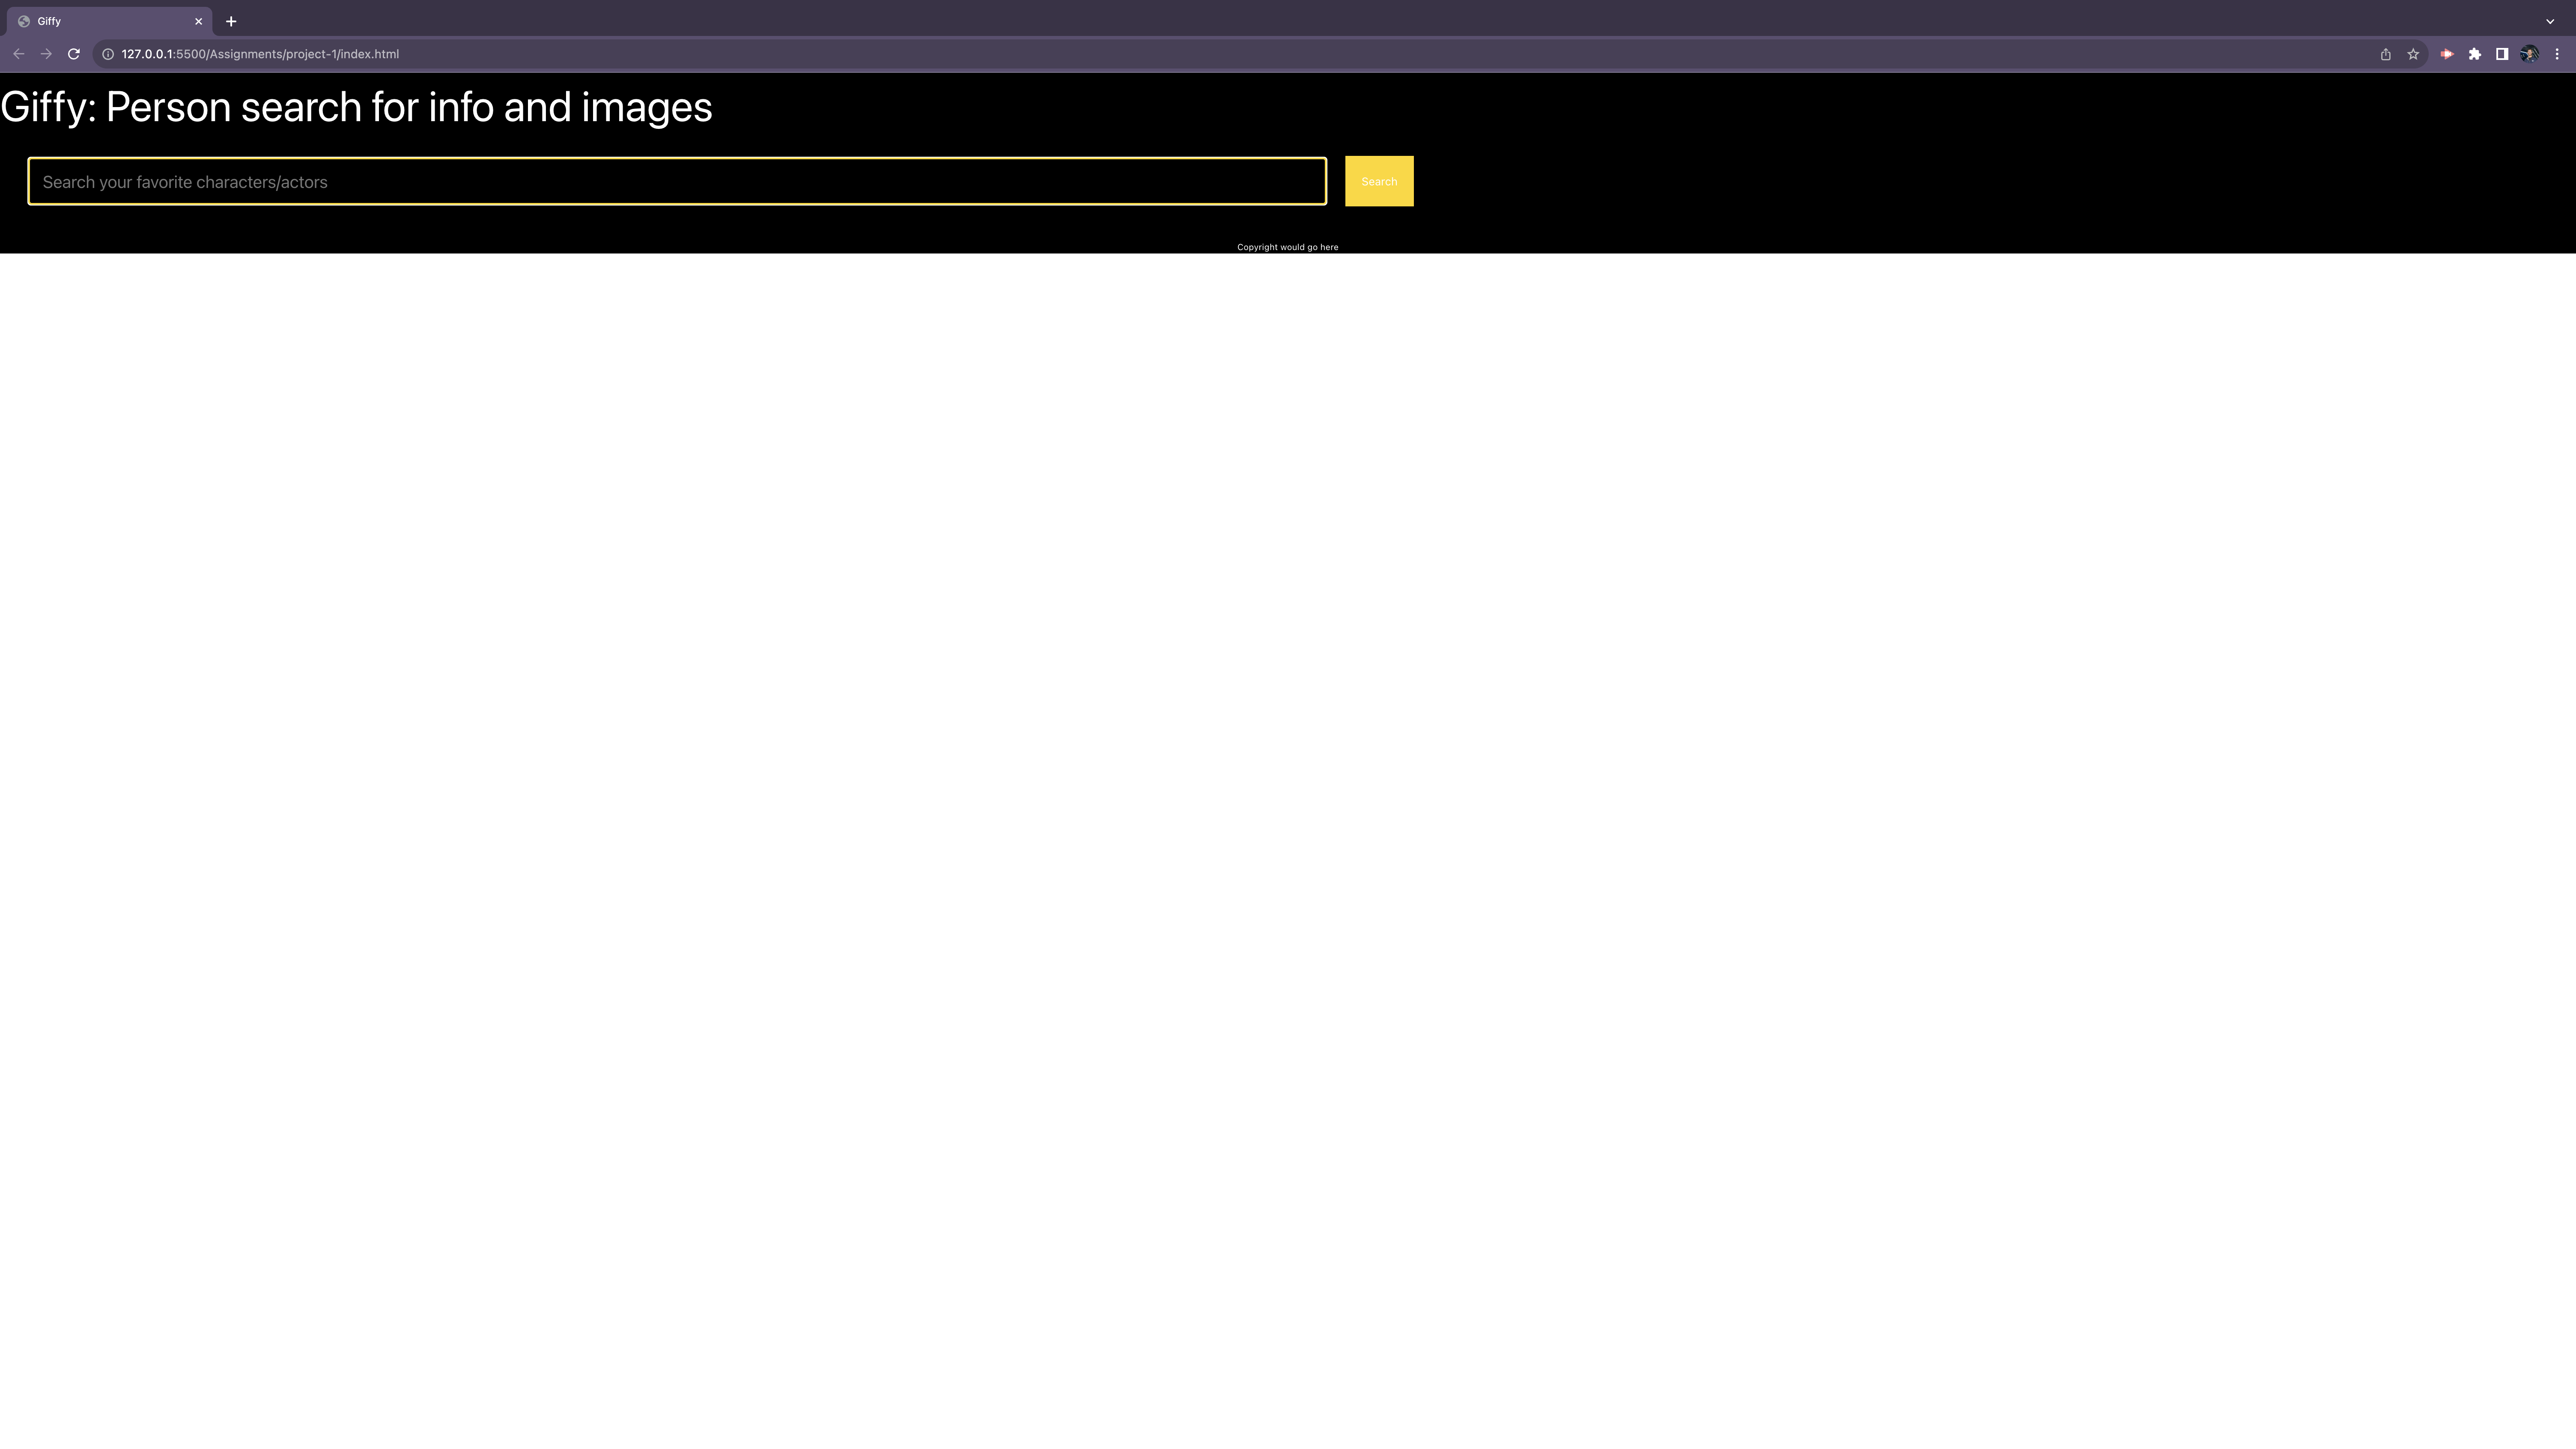 Giffy
127.0.0.1:5500/Assignments/project-1/index.html
Giffy: Person search for info and images
Search your favorite characters/actors
Search
Copyright would go here